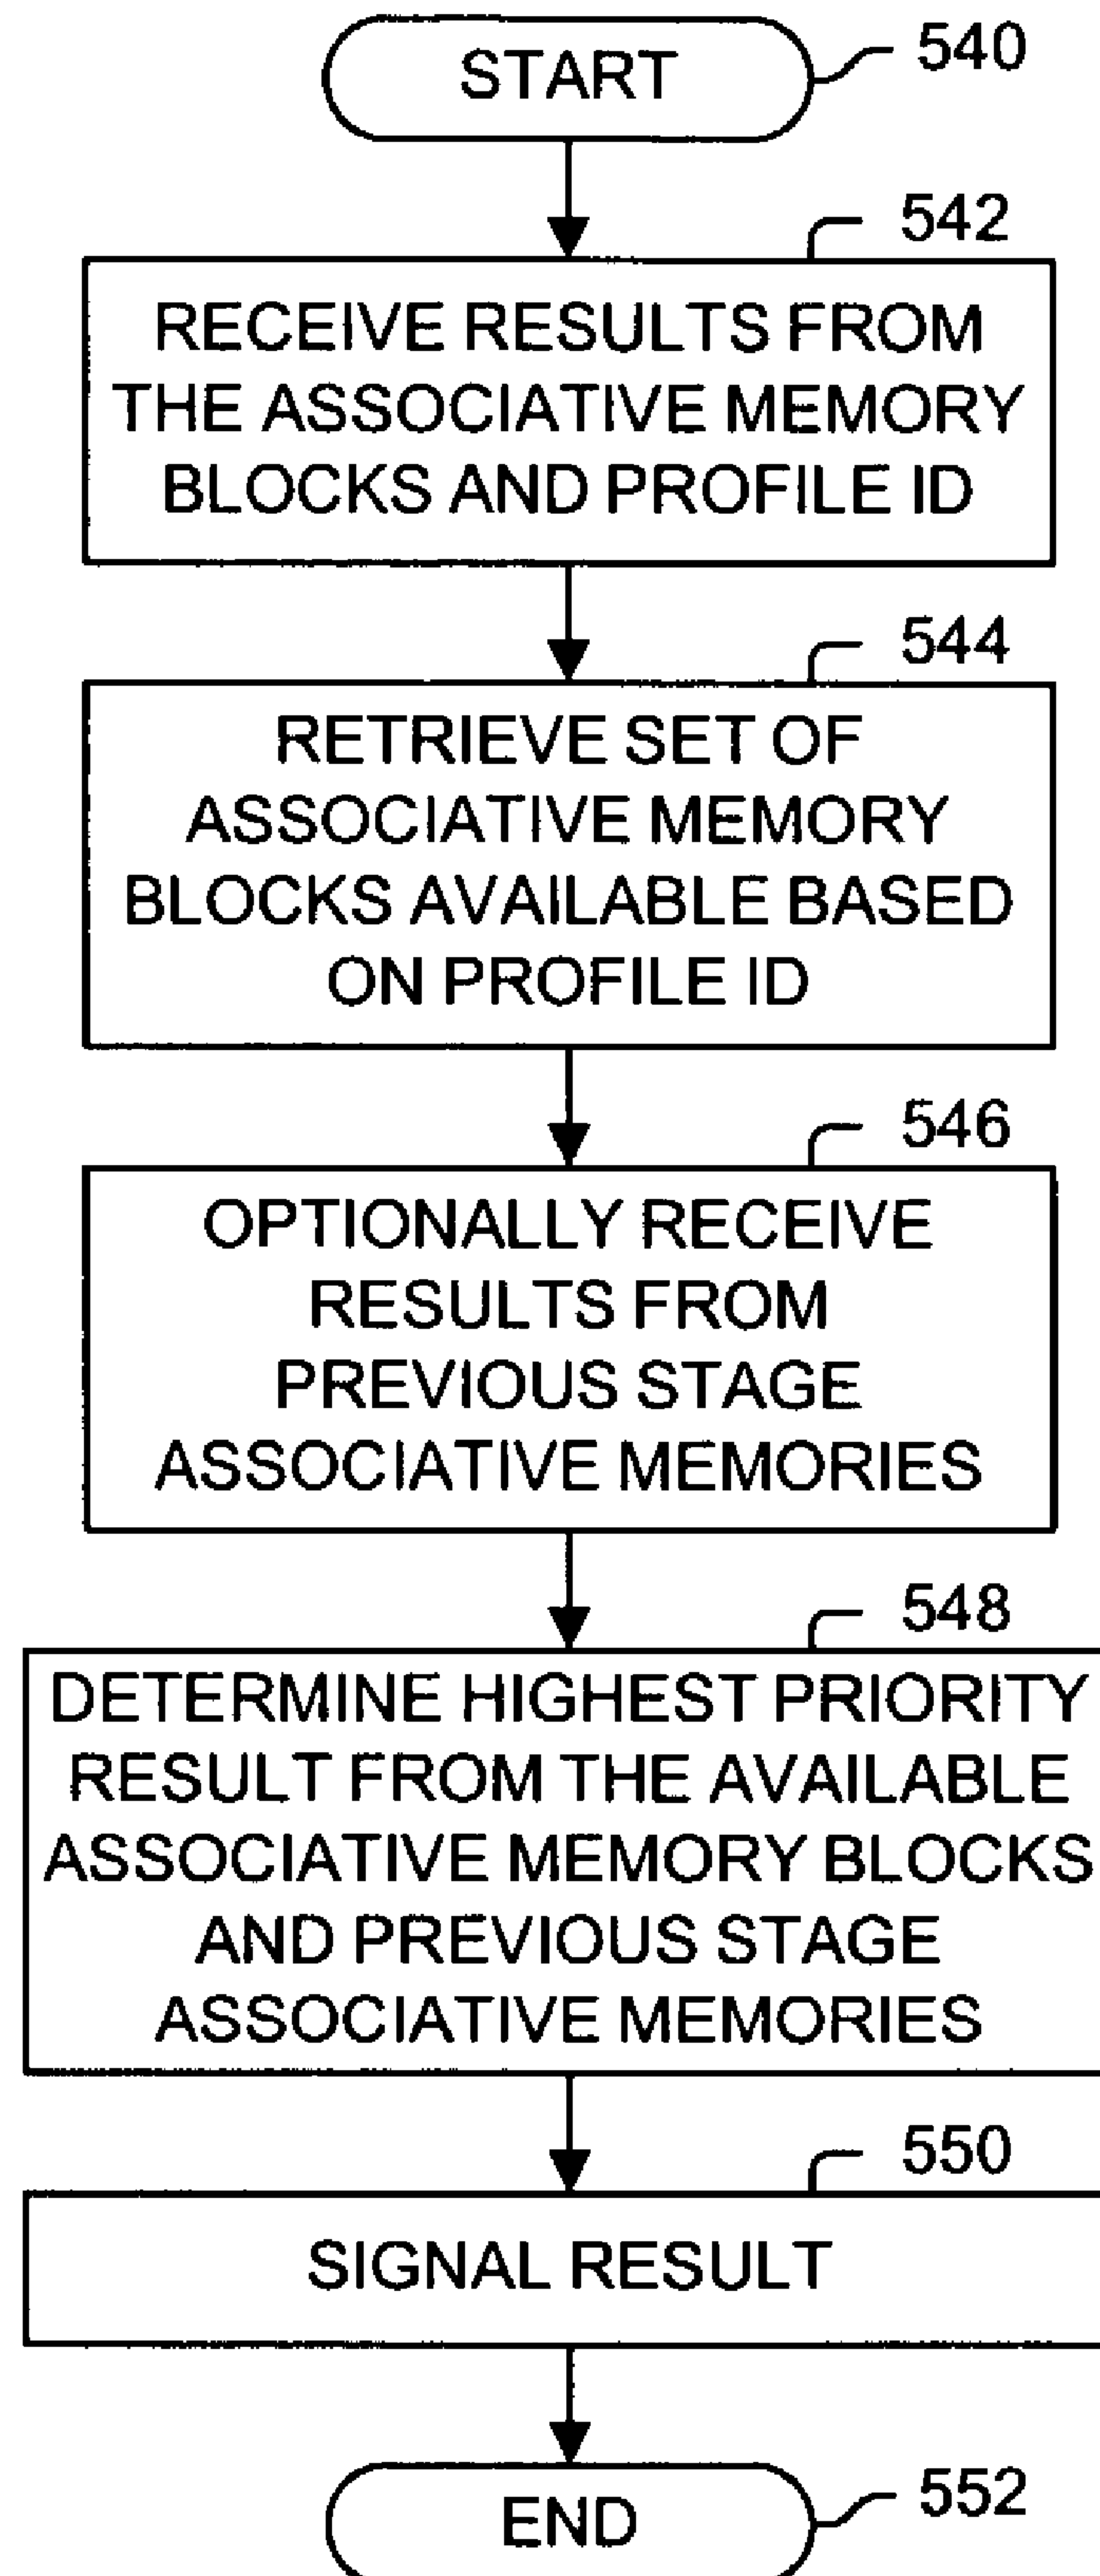 START
540
542
RECEIVE RESULTS FROM
THE ASSOCIATIVE MEMORY
BLOCKS AND PROFILE ID
544
RETRIEVE SET OF
ASSOCIATIVE MEMORY
BLOCKS AVAILABLE BASED
ON PROFILE ID
546
OPTIONALLY RECEIVE
RESULTS FROM
PREVIOUS STAGE
ASSOCIATIVE MEMORIES
548
DETERMINE HIGHEST PRIORITY
RESULT FROM THE AVAILABLE
ASSOCIATIVE MEMORY BLOCKS
AND PREVIOUS STAGE
ASSOCIATIVE MEMORIES
550
SIGNAL RESULT
END
552